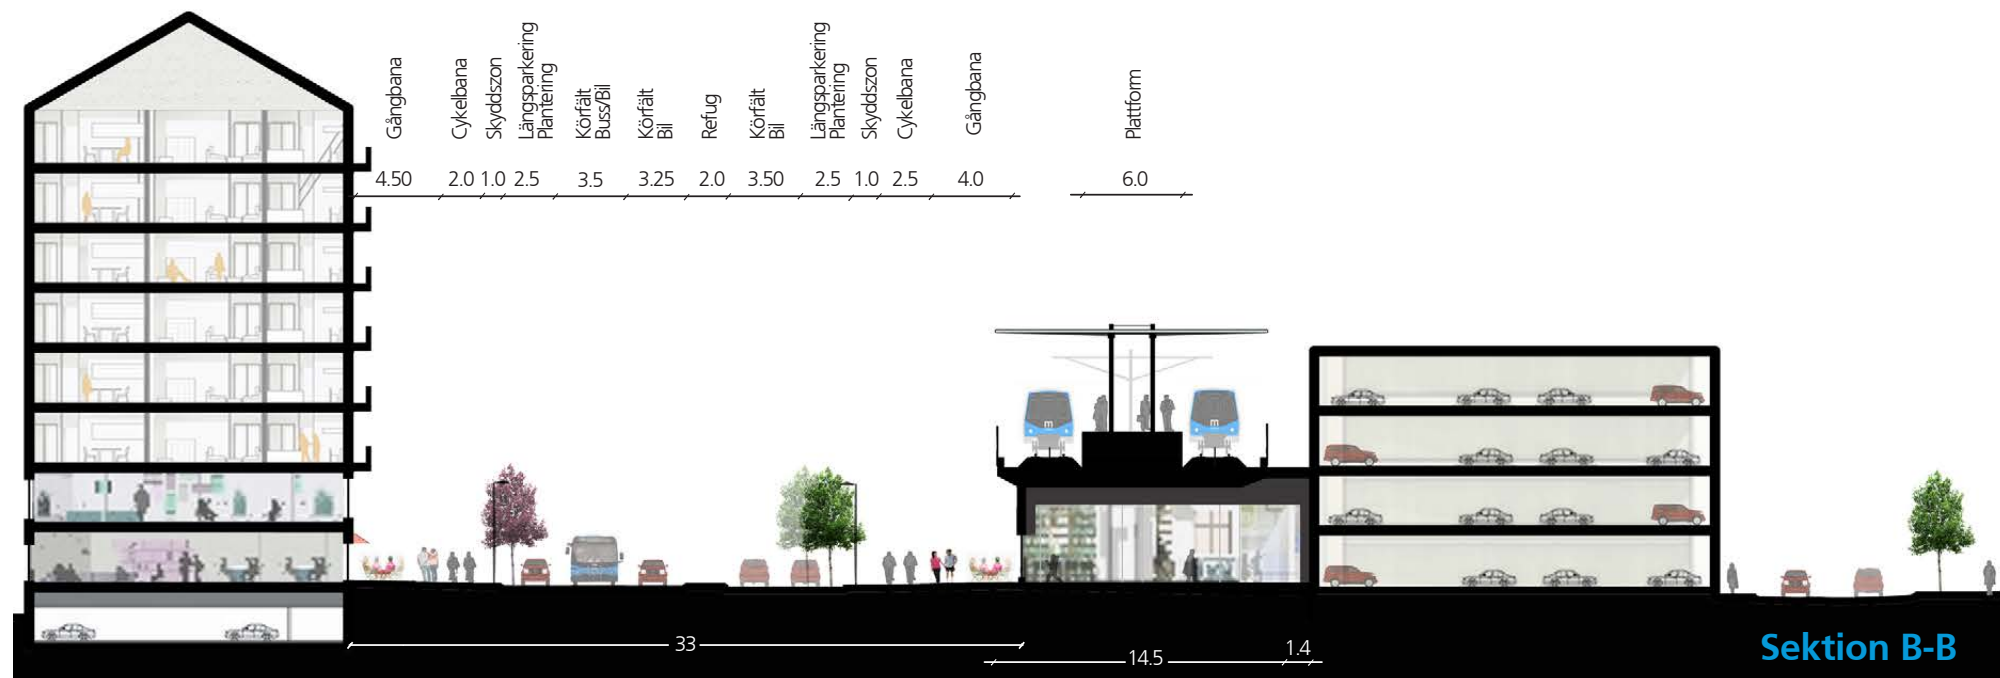 Gångbana
Cykelbana
Skyddszon
Längsparkering
Plantering
Körfält
Buss/Bil
Körfält
Bil
Refug
Körfält
Bil
Längsparkering
Plantering
Skyddszon
Cykelbana
Gångbana
Plattform
4.50 2.0 1.0 2.5 3.5 3.25 2.0 3.50 2.5 1.0 2.5 4.0 6.0
m m
33
14.5
1.4
Sektion B-B